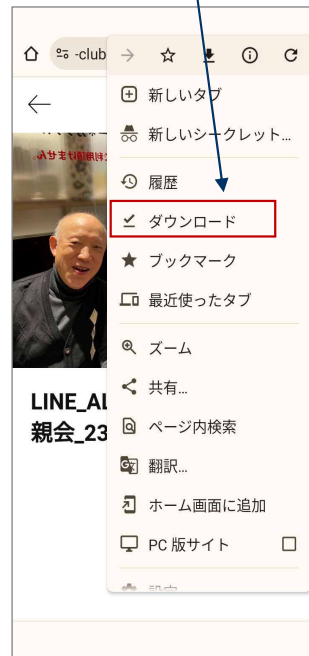 -club
新しいタブ
新しいシークレット...
履歴
ダウンロード
ブックマーク
最近使ったタブ
ズーム
共有...
ページ内検索
翻訳...
ホーム画面に追加
PC 版サイト
設定
LINE_AL
親会_23